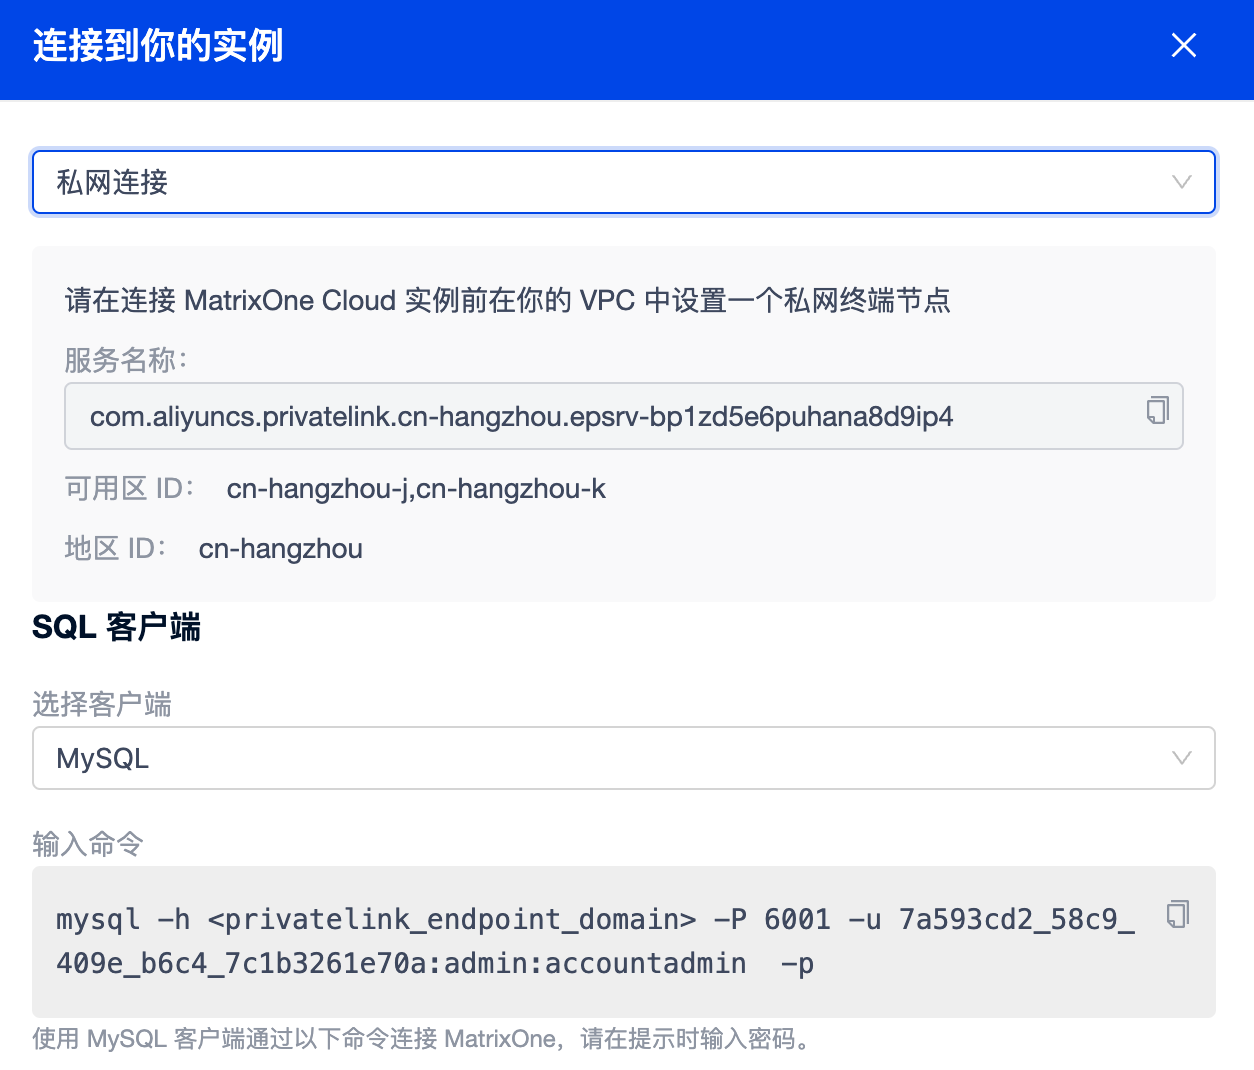 连接到你的实例
私网连接
请在连接 MatrixOne Cloud 实例前在你的 VPC 中设置一个私网终端节点
服务名称：
com.aliyuncs.privatelink.cn-hangzhou.epsrv-bp1zd5e6puhana8d9ip4
可用区 ID： cn-hangzhou-j,cn-hangzhou-k
地区 ID： cn-hangzhou
SQL 客户端
选择客户端
MySQL
输入命令
mysql -h <privatelink_endpoint_domain> -P 6001 -u 7a593cd2_58c9_
409e_b6c4_7c1b3261e70a:admin:accountadmin  -p
使用 MySQL 客户端通过以下命令连接 MatrixOne，请在提示时输入密码。